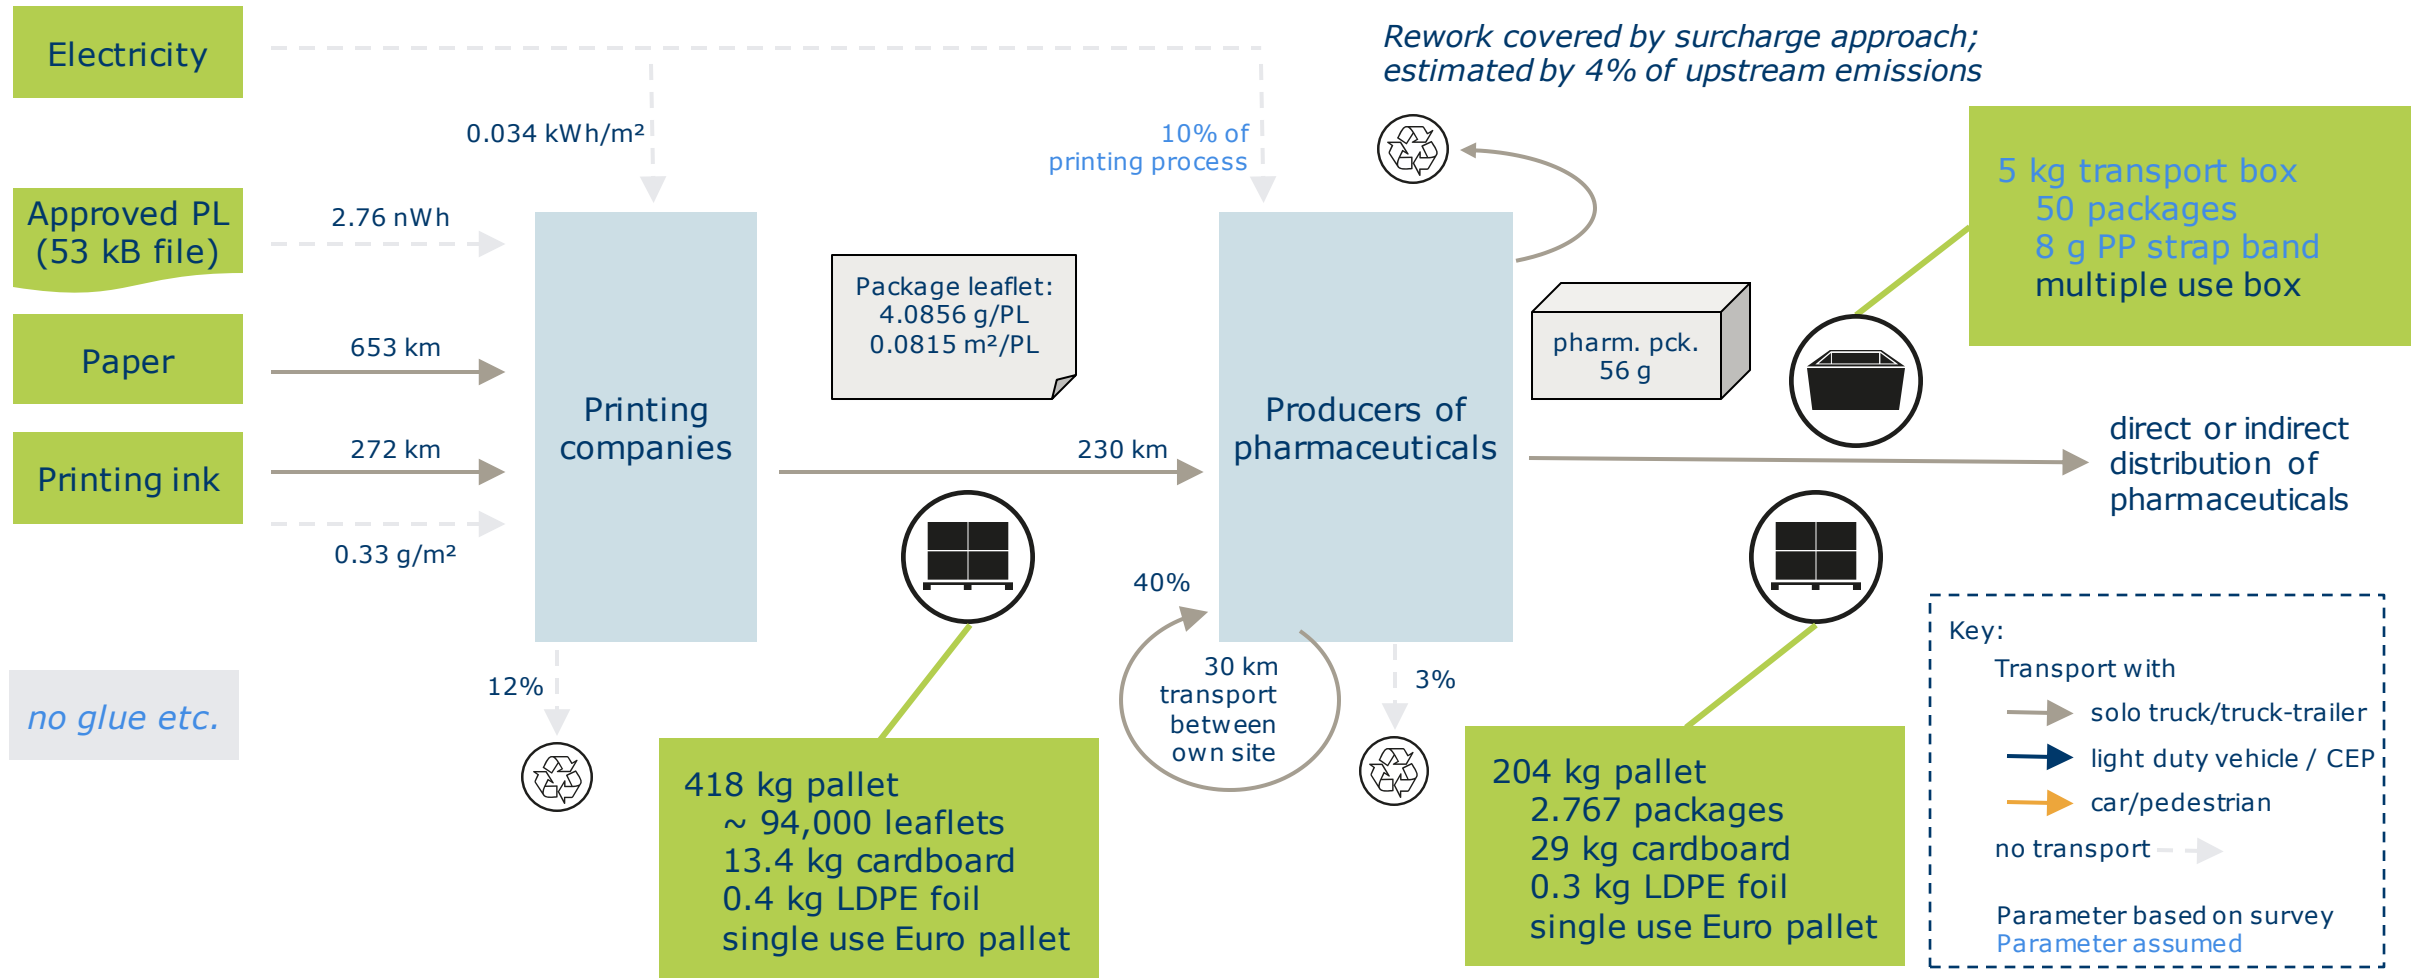 Electricity
0.034 kWh/m²
10% of
printing process
Rework covered by surcharge approach;
estimated by 4% of upstream emissions
Approved PL
(53 kB file)
2.76 nWh
Paper
653 km
Printing ink
272 km
0.33 g/m²
no glue etc.
Printing
companies
12%
Package leaflet:
4.0856 g/PL
0.0815 m²/PL
230 km
418 kg pallet
~ 94,000 leaflets
13.4 kg cardboard
0.4 kg LDPE foil
single use Euro pallet
Producers of
pharmaceuticals
40%
30 km
transport
between
own site
3%
pharm. pck.
56 g
5 kg transport box
50 packages
8 g PP strap band
multiple use box
direct or indirect
distribution of
pharmaceuticals
204 kg pallet
2.767 packages
29 kg cardboard
0.3 kg LDPE foil
single use Euro pallet
Key:
Transport with
solo truck/truck-trailer
light duty vehicle / CEP
car/pedestrian
no transport
Parameter based on survey
Parameter assumed